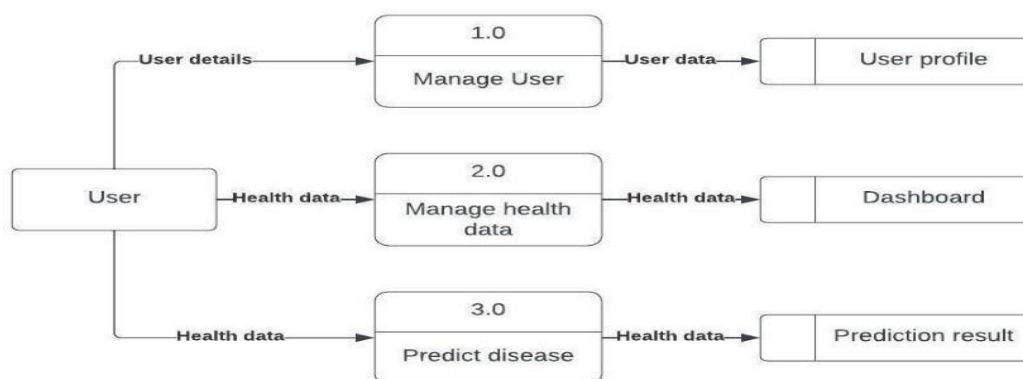 1.0
User details
Manage User
User data
User profile
User
Health data
2.0
Manage health
data
Health data
Dashboard
Health data
3.0
Predict disease
Health data
Prediction result